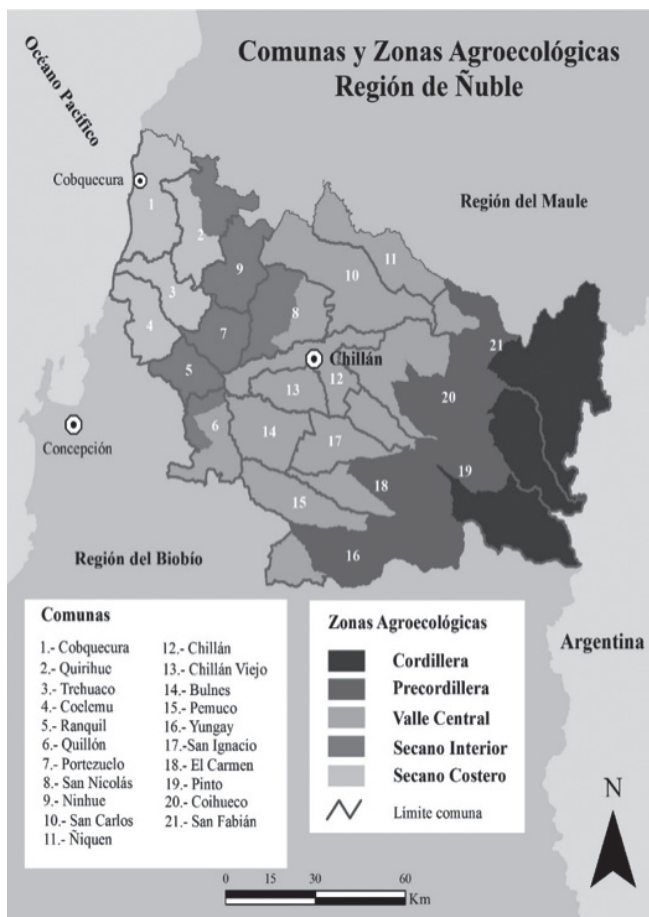 Comunas y Zonas Agroecológicas
Región de Ñuble
Océano Pacífico
Cobquecura
Región del Maule
1
2
3
4
5
6
7
8
9
10
11
Chillán
12
13
14
15
16
17
18
19
20
21
Concepción
Región del Biobío
Argentina
Comunas
1.- Cobquecura
2.- Quirihue
3.- Trehuaco
4.- Coelemu
5.- Ranquil
6.- Quillón
7.- Portezuelo
8.- San Nicolás
9.- Ninhue
10.- San Carlos
11.- Ñiquen
12.- Chillán
13.- Chillán Viejo
14.- Bulnes
15.- Pemuco
16.- Yungay
17.-San Ignacio
18.- El Carmen
19.- Pinto
20.- Coihueco
21.- San Fabián
Zonas Agroecológicas
Cordillera
Precordillera
Valle Central
Secano Interior
Secano Costero
Límite comuna
N
0 15 30 60
Km